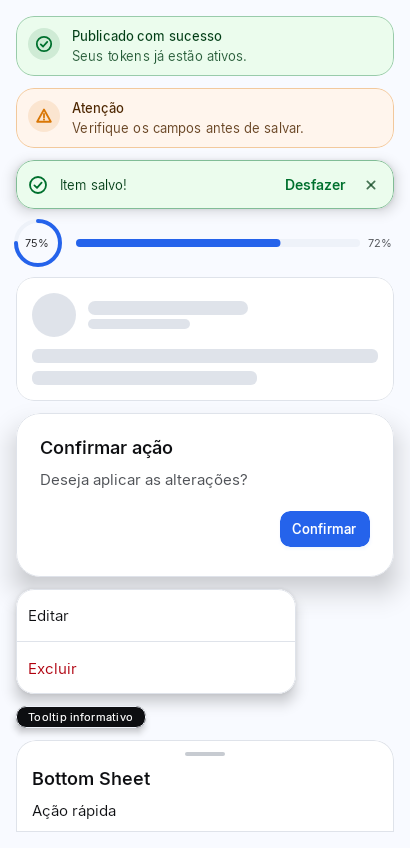 Publicado com sucesso
Seus tokens já estão ativos.
Atenção
Verifique os campos antes de salvar.
Item salvo! Desfazer
75% 72%
Confirmar ação
Deseja aplicar as alterações?
Confirmar
Editar
Excluir
Tooltip informativo
Bottom Sheet
Ação rápida